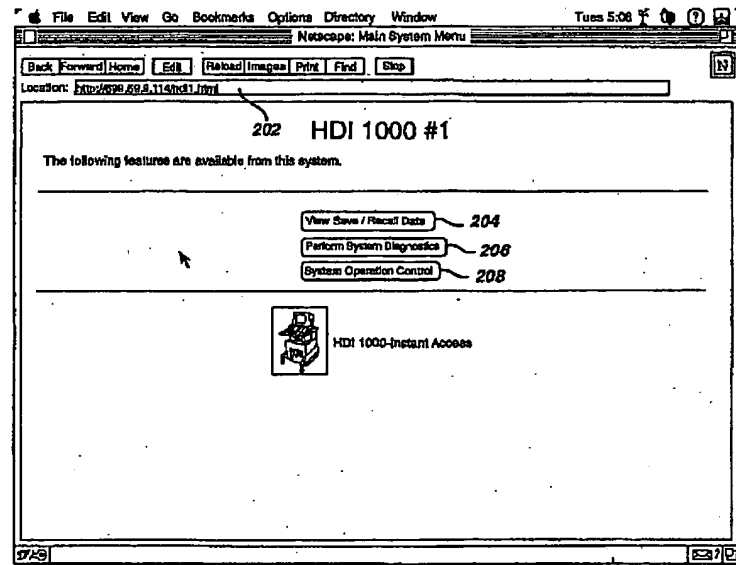 File Edit View Go Bookmarks Options Directory Window Tues 5:06
Netscape: Main System Menu
Back Forward Home Edit Reload Images Print Find Stop
N
Location:
202 HDI 1000 #1
The following features are available from this system.
View Save / Recall Data 204
Perform System Diagnostics 206
System Operation Control 208
HDI 1000-Instant Access